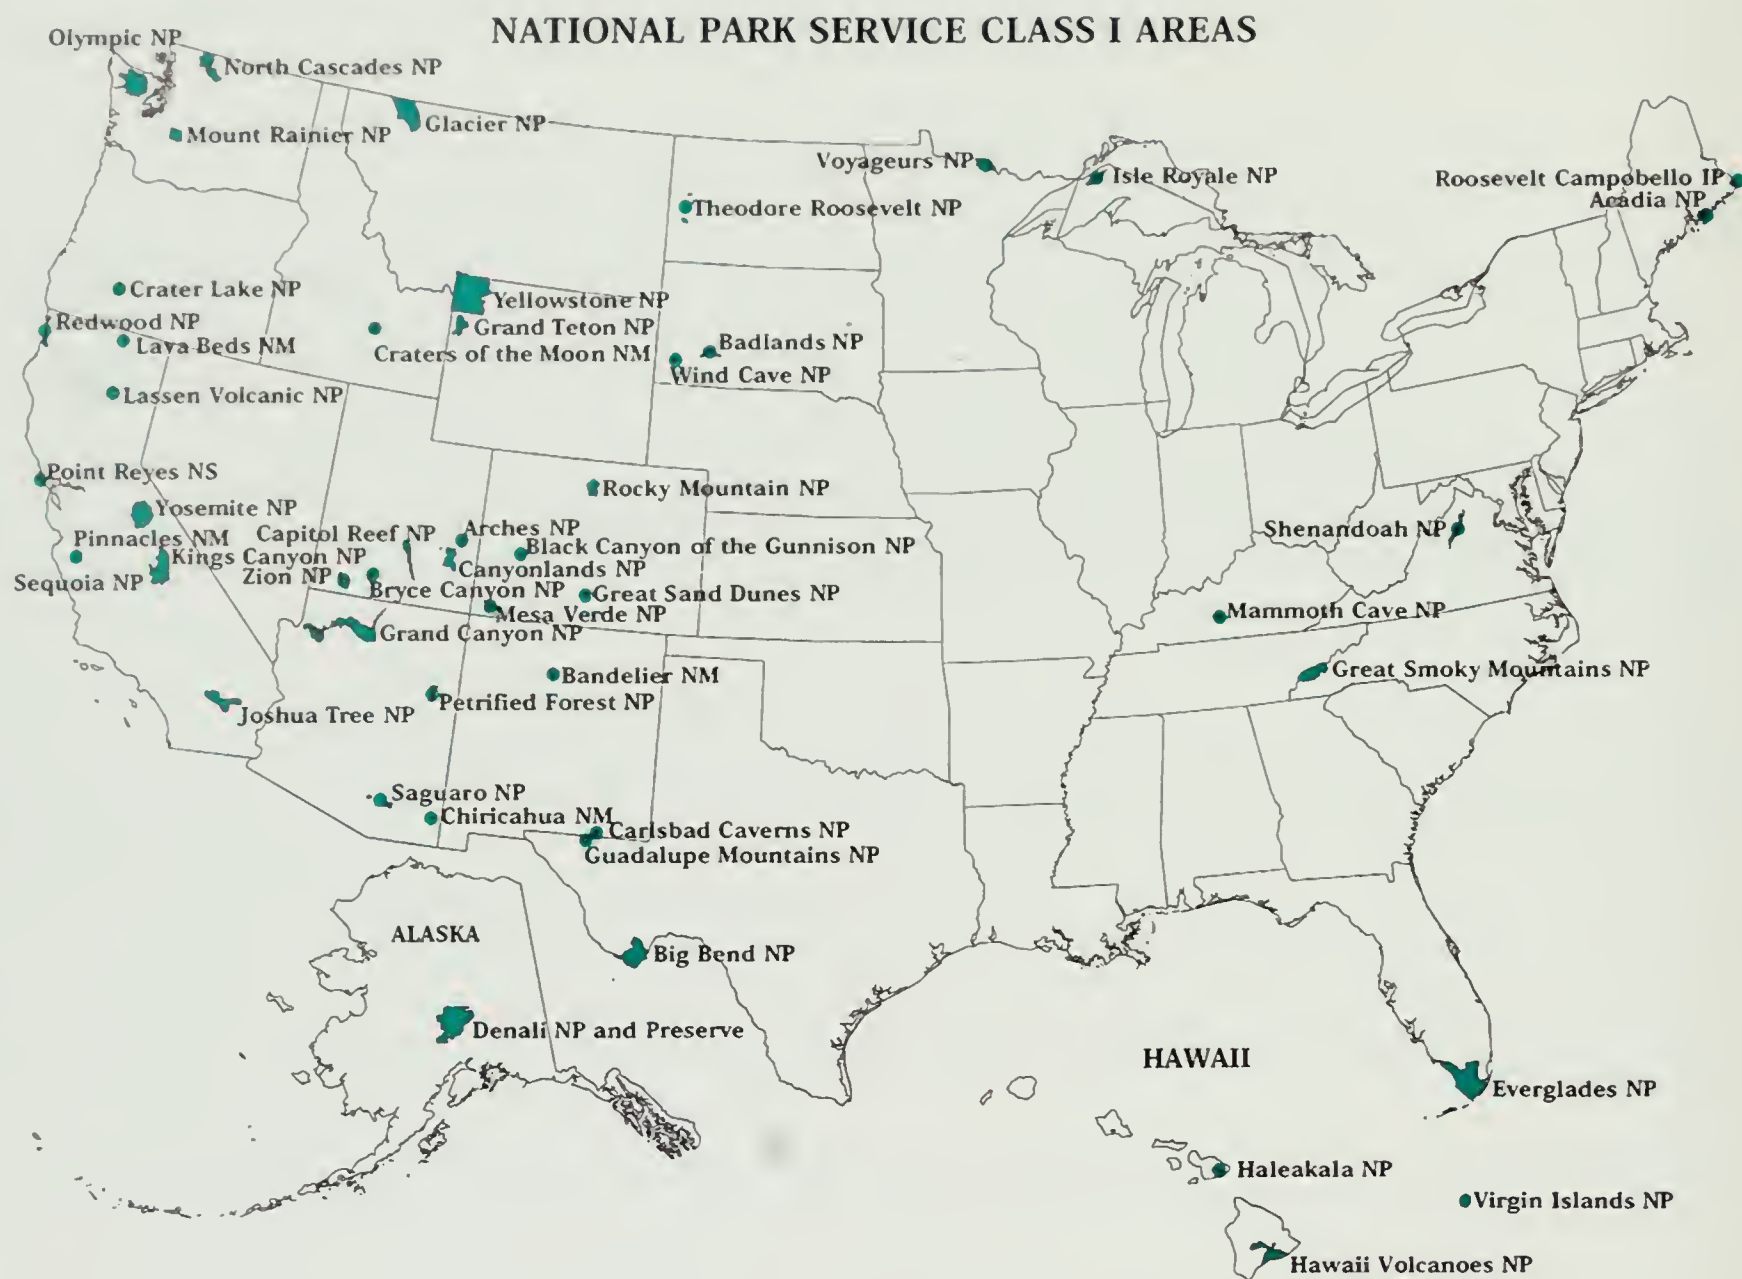 NATIONAL PARK SERVICE CLASS I AREAS
Olympic NP
North Cascades NP
Glacier NP
Mount Rainier NP
Voyageurs NP
Isle Royale NP
Roosevelt Campobello IP
Acadia NP
Theodore Roosevelt NP
Crater Lake NP
Yellowstone NP
Redwood NP
Grand Teton NP
Lava Beds NM
Craters of the Moon NM
Badlands NP
Wind Cave NP
Lassen Volcanic NP
Point Reyes NS
Rocky Mountain NP
Yosemite NP
Pinnacles NM
Capitol Reef NP
Arches NP
Shenandoah NP
Kings Canyon NP
Black Canyon of the Gunnison NP
Sequoia NP
Zion NP
Canyonlands NP
Bryce Canyon NP
Great Sand Dunes NP
Mesa Verde NP
Mammoth Cave NP
Grand Canyon NP
Great Smoky Mountains NP
Bandelier NM
Petrified Forest NP
Joshua Tree NP
Saguaro NP
Chiricahua NM
Carlsbad Caverns NP
Guadalupe Mountains NP
ALASKA
Big Bend NP
Denali NP and Preserve
HAWAII
Everglades NP
Haleakala NP
Virgin Islands NP
Hawaii Volcanoes NP